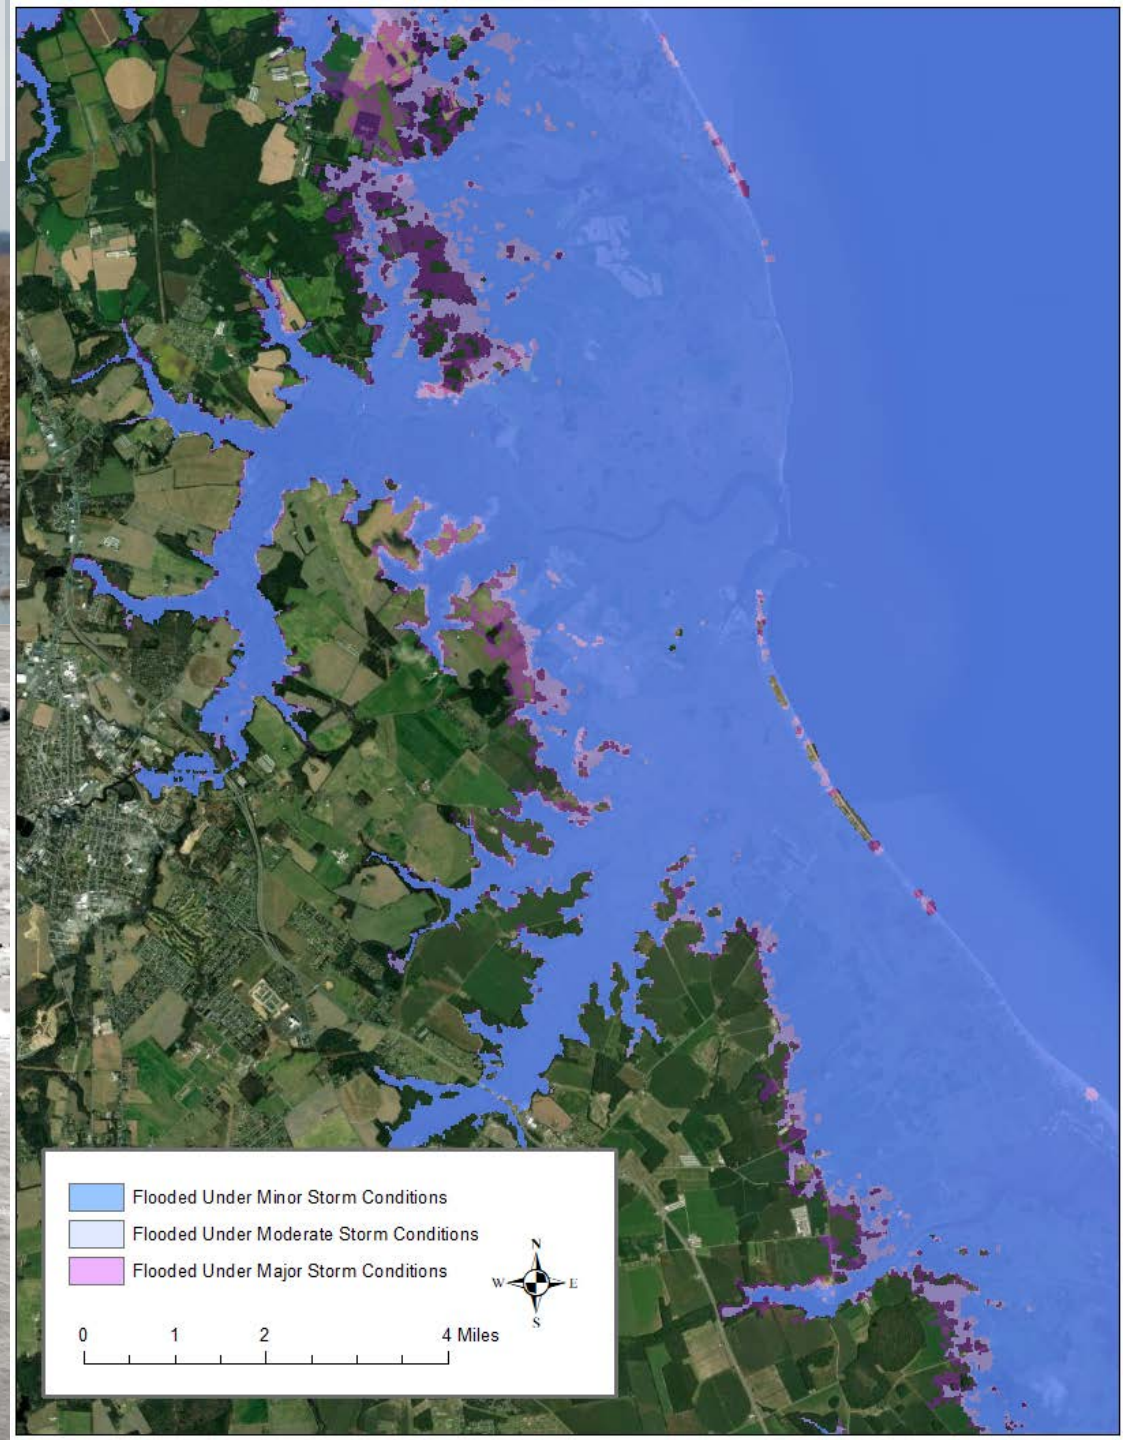 Flooded Under Minor Storm Conditions
Flooded Under Moderate Storm Conditions
Flooded Under Major Storm Conditions
N
W E
S
0 1 2 4 Miles